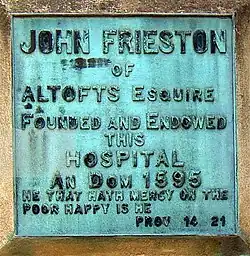 JOHN FRIESTON
OF
ALTOFTS ESQUIRE
FOUNDED AND ENDOWED
THIS
HOSPITAL
AN DOM 1595
HE THAT HATH MERCY ON THE
POOR HAPPY IS HE
PROV 14 21